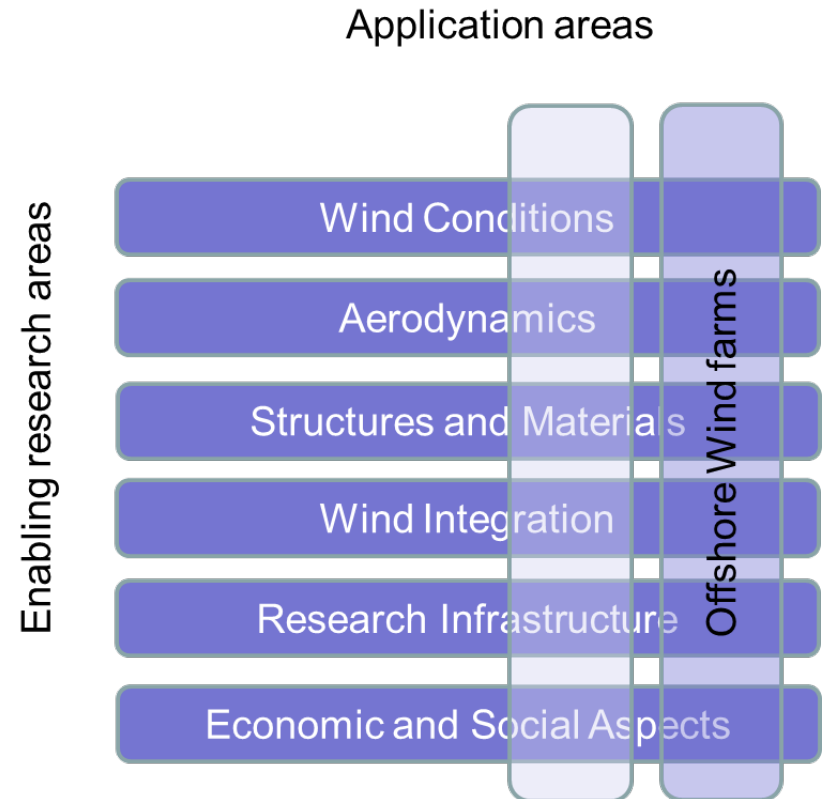 Application areas
Enabling research areas
Wind Conditions
Aerodynamics
Structures and Materials
Wind Integration
Research Infrastructure
Economic and Social Aspects
Offshore Wind farms